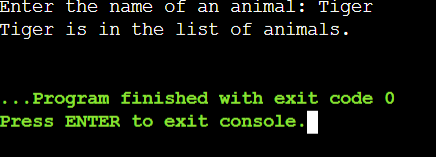 Enter the name of an animal: Tiger
Tiger is in the list of animals.
...Program finished with exit code 0
Press ENTER to exit console.